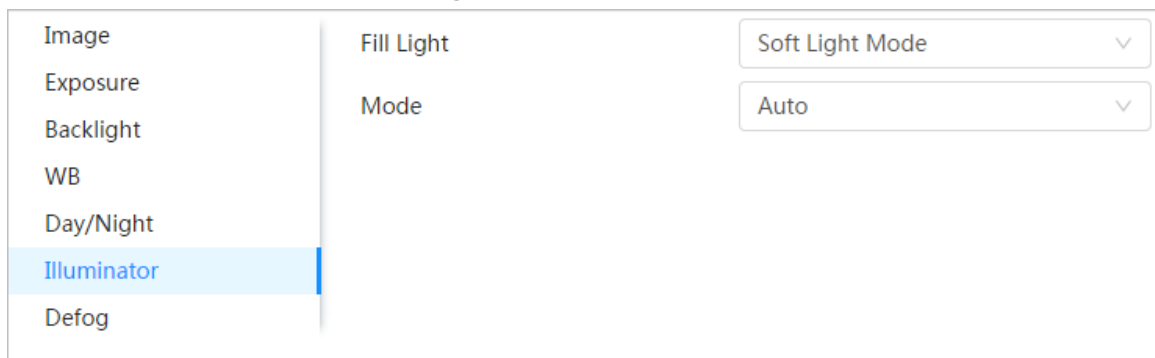 Image
Exposure
Backlight
WB
Day/Night
Illuminator
Defog
Fill Light Soft Light Mode
Mode Auto